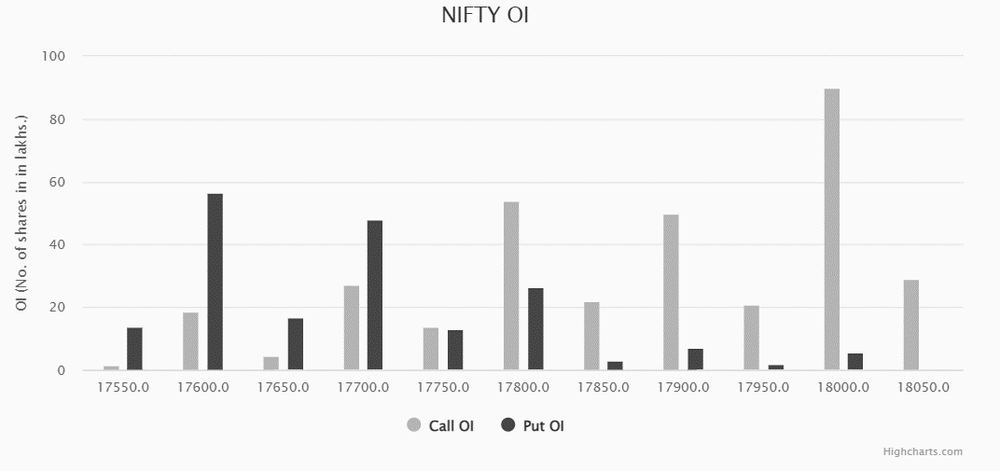 NIFTY OI
OI (No. of shares in in lakhs.)
100
80
60
40
20
0
17550.0 17600.0 17650.0 17700.0 17750.0 17800.0 17850.0 17900.0 17950.0 18000.0 18050.0
Call OI Put OI
Highcharts.com